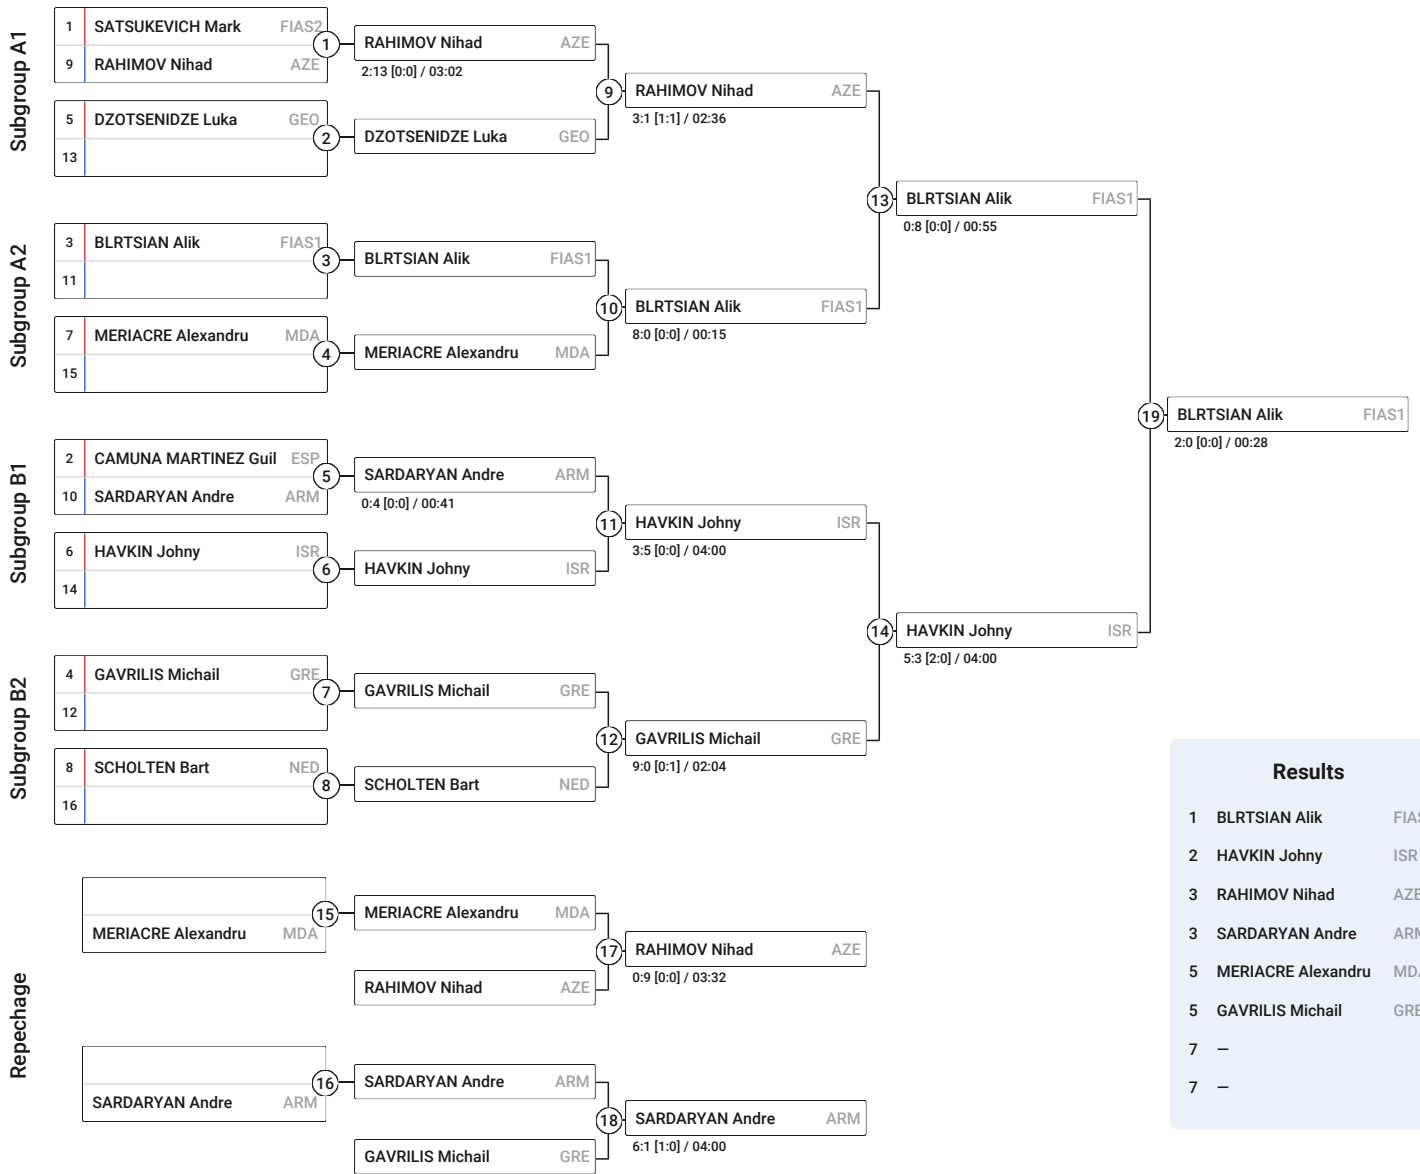 Subgroup A1
1 SATSUKEVICH Mark FIAS2
9 RAHIMOV Nihad AZE
1
RAHIMOV Nihad AZE
2:13 [0:0] / 03:02
5 DZOTSENIDZE Luka GEO
13
2
DZOTSENIDZE Luka GEO
9
RAHIMOV Nihad AZE
3:1 [1:1] / 02:36
Subgroup A2
3 BLRTSIAN Alik FIAS1
11
3
BLRTSIAN Alik FIAS1
7 MERIACRE Alexandru MDA
15
4
MERIACRE Alexandru MDA
10
BLRTSIAN Alik FIAS1
8:0 [0:0] / 00:15
13
BLRTSIAN Alik FIAS1
0:8 [0:0] / 00:55
Subgroup B1
2 CAMUNA MARTINEZ Guil ESP
10 SARDARYAN Andre ARM
5
SARDARYAN Andre ARM
0:4 [0:0] / 00:41
6 HAVKIN Johny ISR
14
6
HAVKIN Johny ISR
11
HAVKIN Johny ISR
3:5 [0:0] / 04:00
Subgroup B2
4 GAVRILIS Michail GRE
12
7
GAVRILIS Michail GRE
8 SCHOLTEN Bart NED
16
8
SCHOLTEN Bart NED
12
GAVRILIS Michail GRE
9:0 [0:1] / 02:04
14
HAVKIN Johny ISR
5:3 [2:0] / 04:00
19
BLRTSIAN Alik FIAS1
2:0 [0:0] / 00:28
Repechage
MERIACRE Alexandru MDA
15
MERIACRE Alexandru MDA
RAHIMOV Nihad AZE
17
RAHIMOV Nihad AZE
0:9 [0:0] / 03:32
SARDARYAN Andre ARM
16
SARDARYAN Andre ARM
GAVRILIS Michail GRE
18
SARDARYAN Andre ARM
6:1 [1:0] / 04:00
Results
1 BLRTSIAN Alik
2 HAVKIN Johny ISR
3 RAHIMOV Nihad AZE
3 SARDARYAN Andre ARM
5 MERIACRE Alexandru MDA
5 GAVRILIS Michail GRE
7 –
7 –